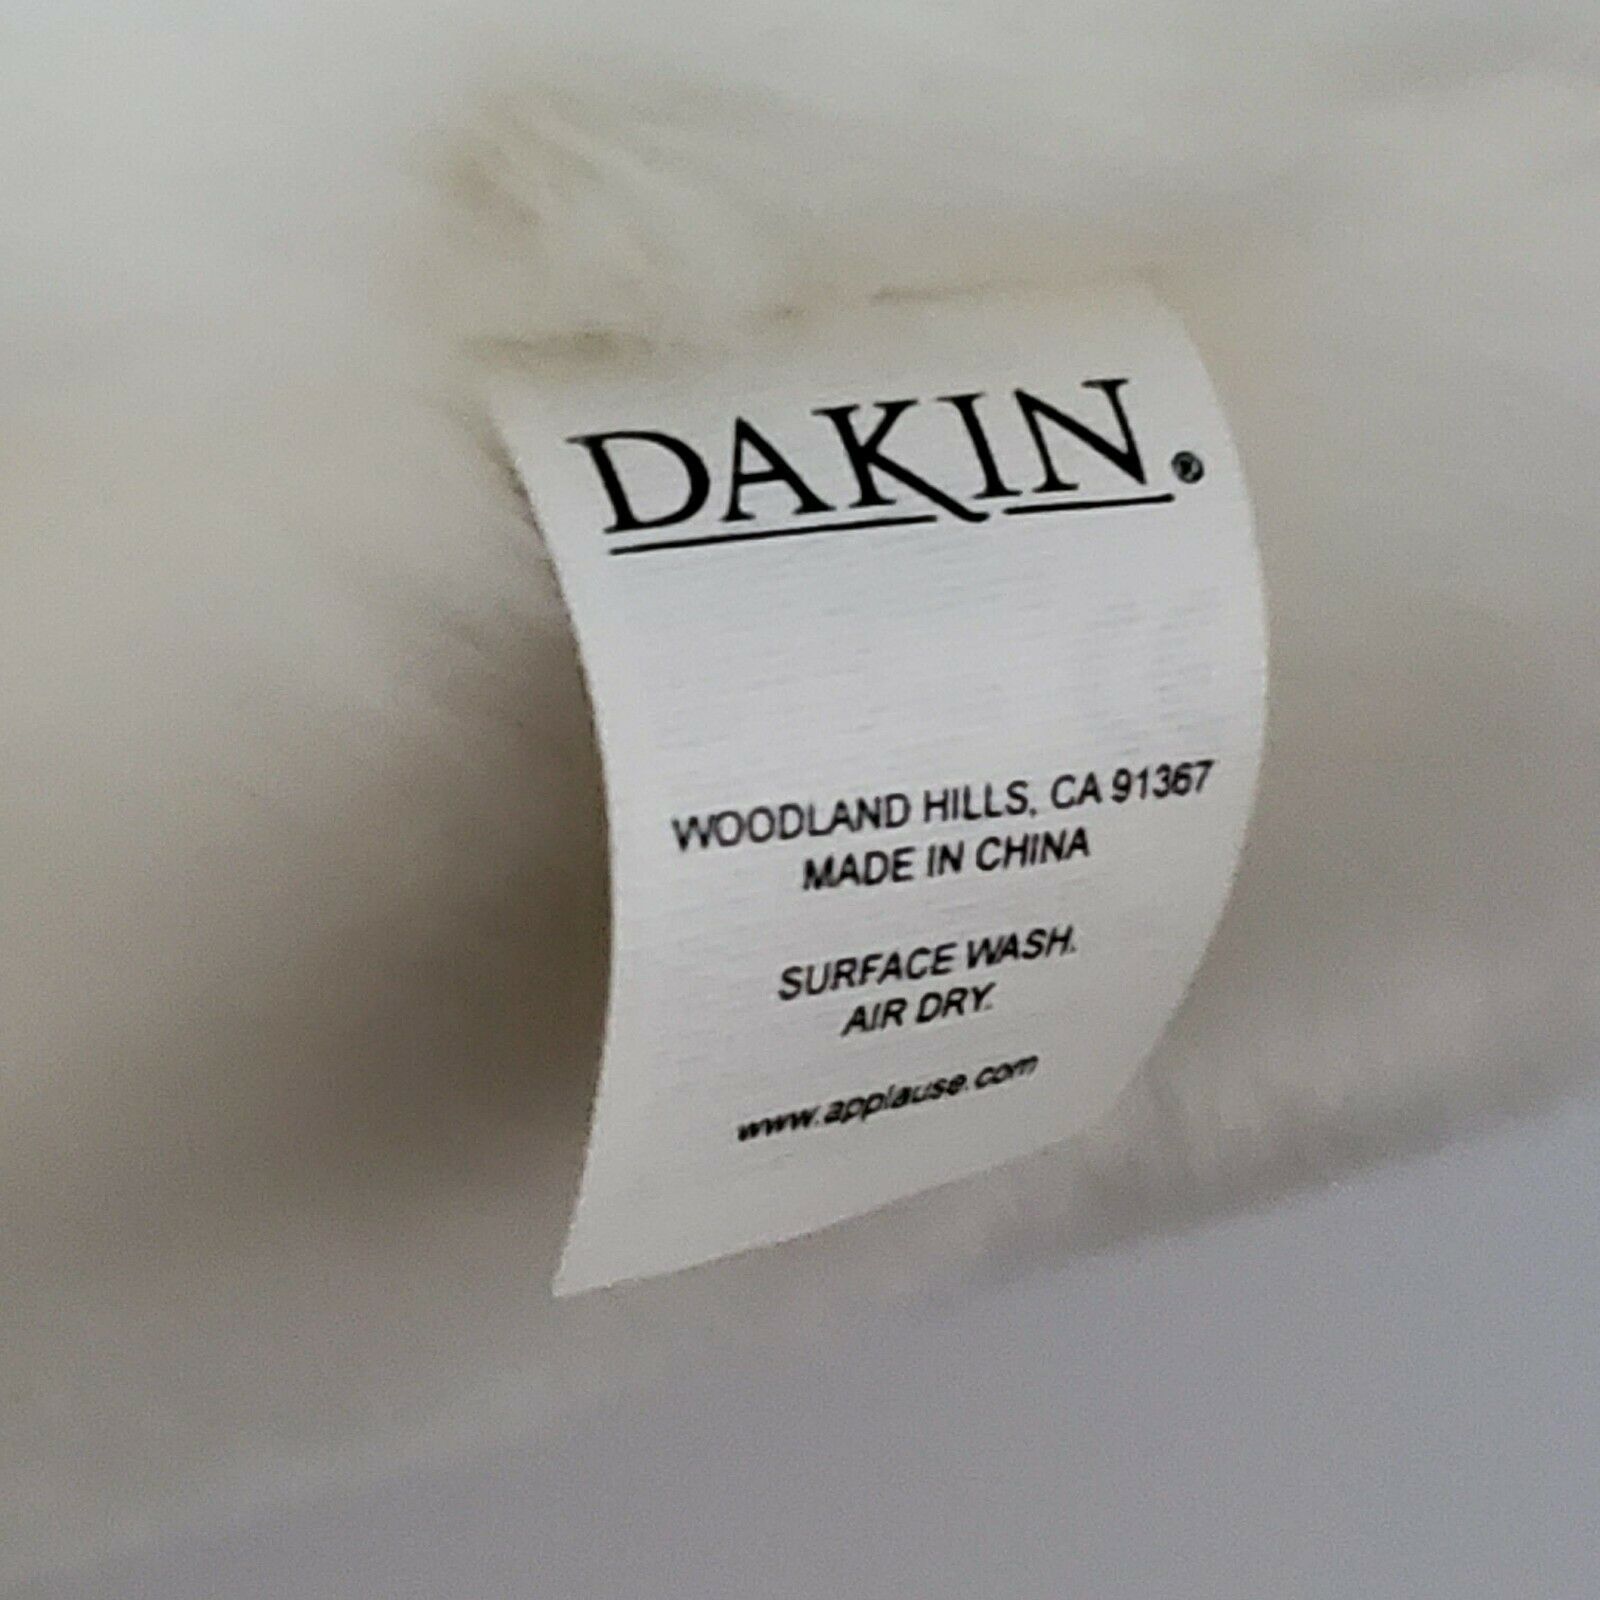 DAKIN.®
WOODLAND HILLS, CA 91367
MADE IN CHINA
SURFACE WASH.
AIR DRY.
www.applause.com